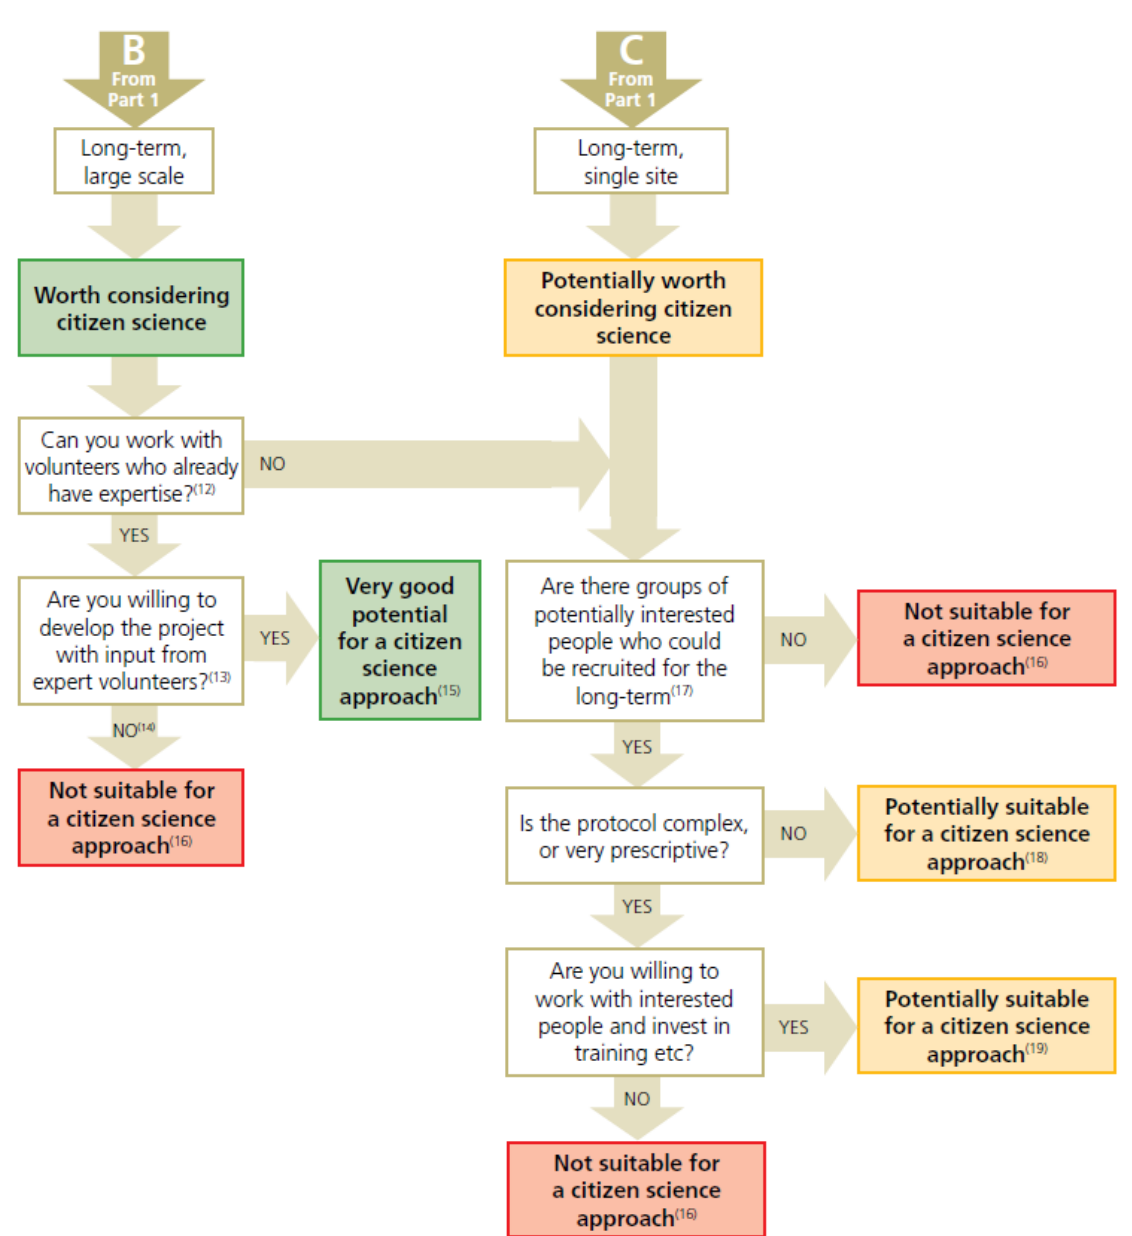 B
From
Part 1
Long-term,
large scale
Worth considering
citizen science
Can you work with
volunteers who already
have expertise?(12)
NO
YES
Are you willing to
develop the project
with input from
expert volunteers?(13)
YES
Very good
potential
for a citizen
science
approach(15)
NO(14)
Not suitable for
a citizen science
approach(16)
C
From
Part 1
Long-term,
single site
Potentially worth
considering citizen
science
Are there groups of
potentially interested
people who could
be recruited for the
long-term(17)
NO
Not suitable for
a citizen science
approach(16)
YES
Is the protocol complex,
or very prescriptive?
NO
Potentially suitable
for a citizen science
approach(18)
YES
Are you willing to
work with interested
people and invest in
training etc?
YES
Potentially suitable
for a citizen science
approach(19)
NO
Not suitable for
a citizen science
approach(16)